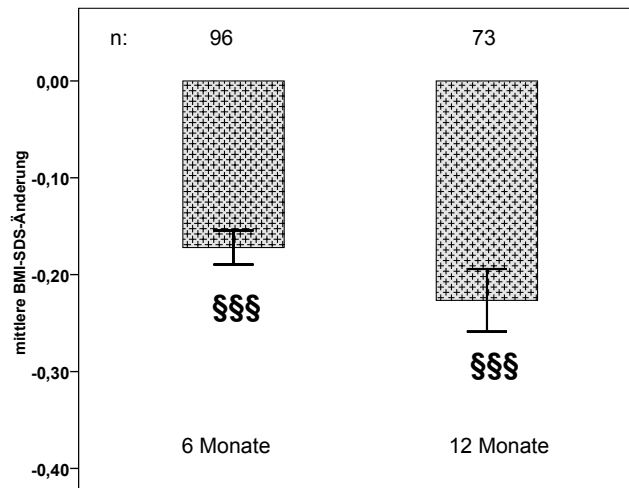 n: 96 73
0,00
-0,10
-0,20
-0,30
-0,40
mittlere BMI-SDS-Änderung
§§§
§§§
6 Monate 12 Monate